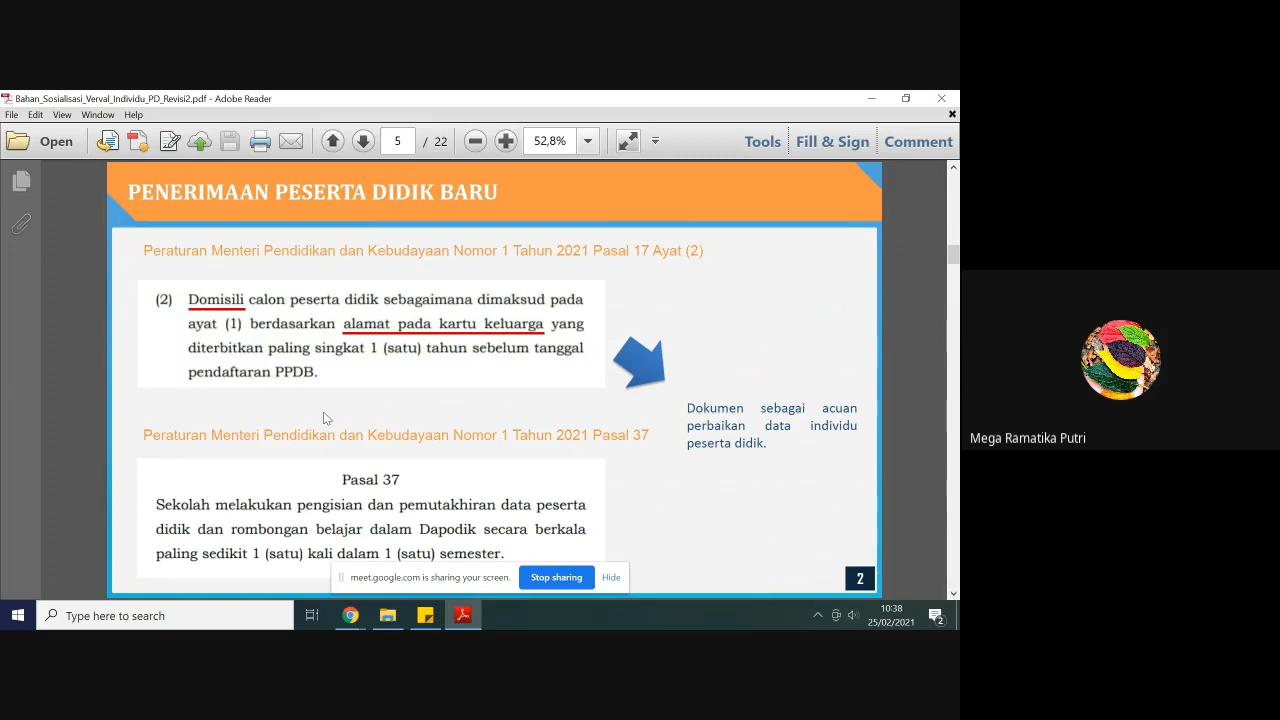 Bahan_Sosialisasi_Verval_Individu_PD_Revisi2.pdf - Adobe Reader
File Edit View Window Help
Open 5 / 22 52,8% Tools Fill & Sign Comment
PENERIMAAN PESERTA DIDIK BARU
Peraturan Menteri Pendidikan dan Kebudayaan Nomor 1 Tahun 2021 Pasal 17 Ayat (2)
(2) Domisili calon peserta didik sebagaimana dimaksud pada
ayat (1) berdasarkan alamat pada kartu keluarga yang
diterbitkan paling singkat 1 (satu) tahun sebelum tanggal
pendaftaran PPDB.
Dokumen sebagai acuan
perbaikan data individu
peserta didik.
Peraturan Menteri Pendidikan dan Kebudayaan Nomor 1 Tahun 2021 Pasal 37
Pasal 37
Sekolah melakukan pengisian dan pemutakhiran data peserta
didik dan rombongan belajar dalam Dapodik secara berkala
paling sedikit 1 (satu) kali dalam 1 (satu) semester.
meet.google.com is sharing your screen. Stop sharing Hide
2
Type here to search
10:38
25/02/2021
2
Mega Ramatika Putri